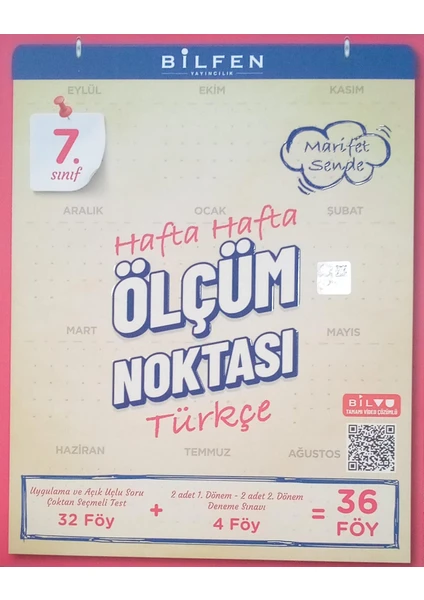 BİLFEN
YAYINCILIK
EYLÜL EKİM KASIM
7.
sınıf
Marifet
Sende
ARALIK OCAK ŞUBAT
Hafta Hafta
ÖLÇÜM
NOKTASI
Türkçe
MART MAYIS
BİLVU
TAMAMI VİDEO ÇÖZÜMLÜ
HAZİRAN TEMMUZ AĞUSTOS
Uygulama ve Açık Uçlu Soru
Çoktan Seçmeli Test
32 Föy
+
2 adet 1. Dönem - 2 adet 2. Dönem
Deneme Sınavı
4 Föy
=
36
FÖY